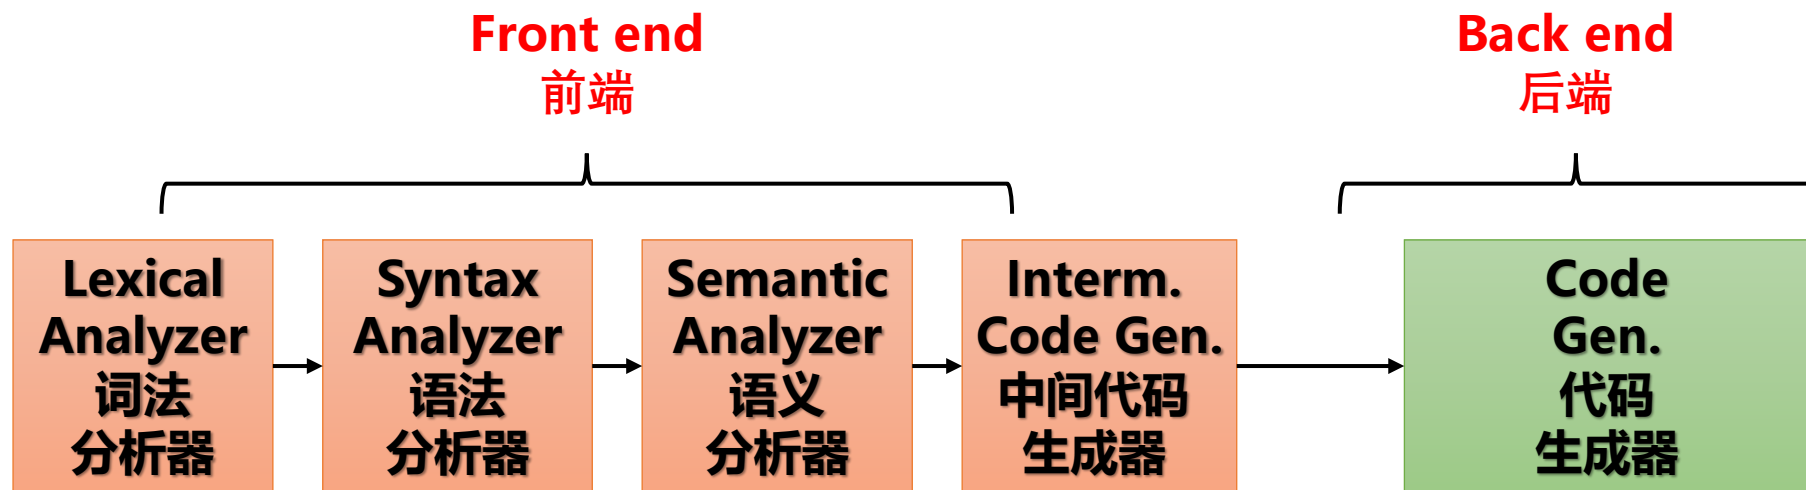 Front end
前端
Back end
后端
Lexical
Analyzer
词法
分析器
Syntax
Analyzer
语法
分析器
Semantic
Analyzer
语义
分析器
Interm.
Code Gen.
中间代码
生成器
Code
Gen.
代码
生成器